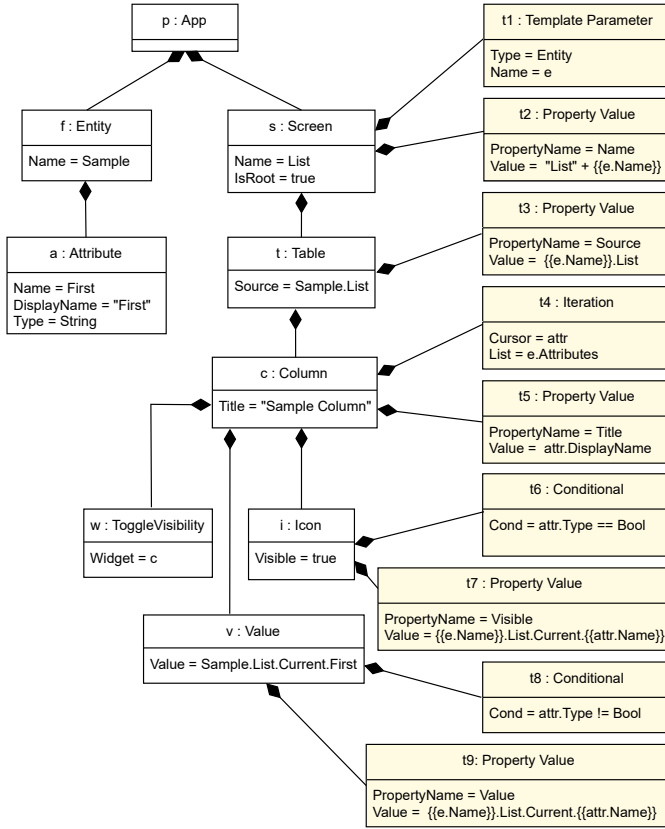 p : App
t1 : Template Parameter
Type = Entity
Name = e
f : Entity
Name = Sample
s : Screen
Name = List
IsRoot = true
t2 : Property Value
PropertyName = Name
Value =  "List" + {{e.Name}}
t3 : Property Value
PropertyName = Source
Value =  {{e.Name}}.List
a : Attribute
Name = First
DisplayName = "First"
Type = String
t : Table
Source = Sample.List
t4 : Iteration
Cursor = attr
List = e.Attributes
c : Column
Title = "Sample Column"
t5 : Property Value
PropertyName = Title
Value =  attr.DisplayName
w : ToggleVisibility
Widget = c
i : Icon
Visible = true
t6 : Conditional
Cond = attr.Type == Bool
t7 : Property Value
PropertyName = Visible
Value = {{e.Name}}.List.Current.{{attr.Name}}
v : Value
Value = Sample.List.Current.First
t8 : Conditional
Cond = attr.Type != Bool
t9: Property Value
PropertyName = Value
Value =  {{e.Name}}.List.Current.{{attr.Name}}